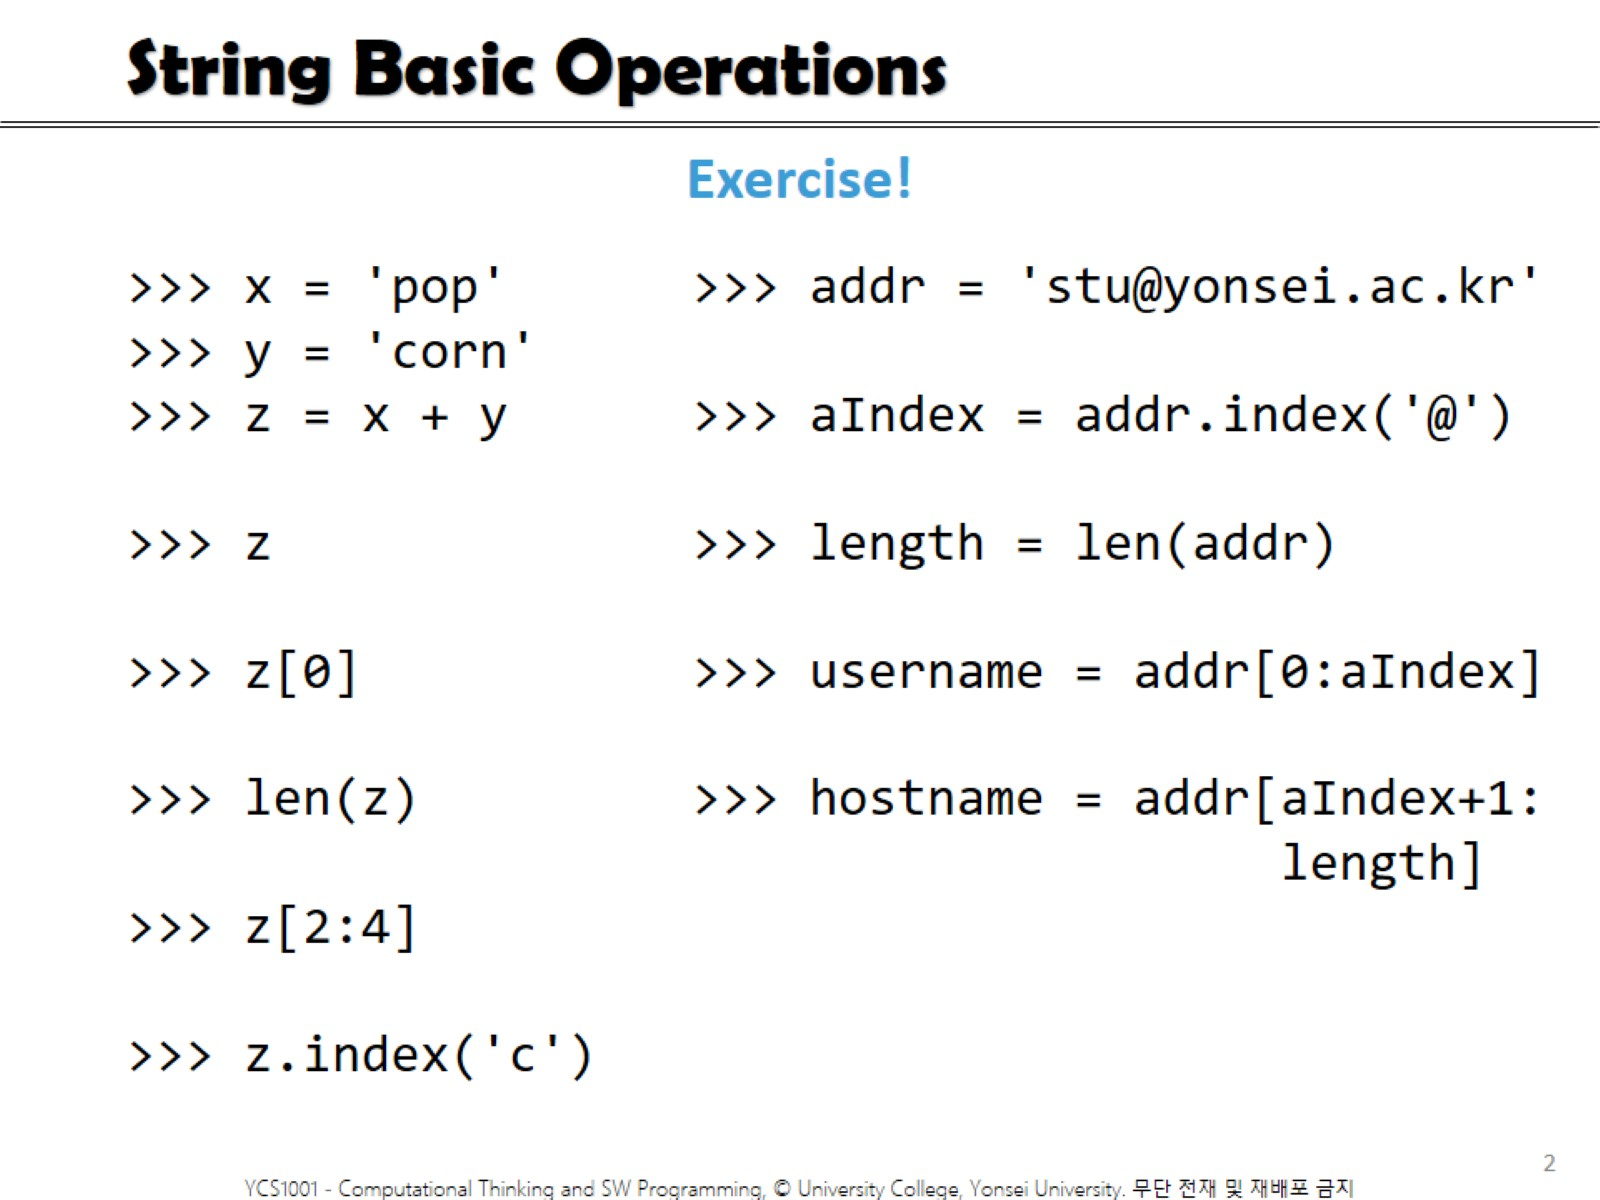 String Basic Operations
Exercise!
>>> x = 'pop'
>>> y = 'corn'
>>> z = x + y
>>> z
>>> z[0]
>>> len(z)
>>> z[2:4]
>>> z.index('c')
>>> addr = 'stu@yonsei.ac.kr'
>>> aIndex = addr.index('@')
>>> length = len(addr)
>>> username = addr[0:aIndex]
>>> hostname = addr[aIndex+1:
length]
2
YCS1001 - Computational Thinking and SW Programming, © University College, Yonsei University. 무단 전재 및 재배포 금지